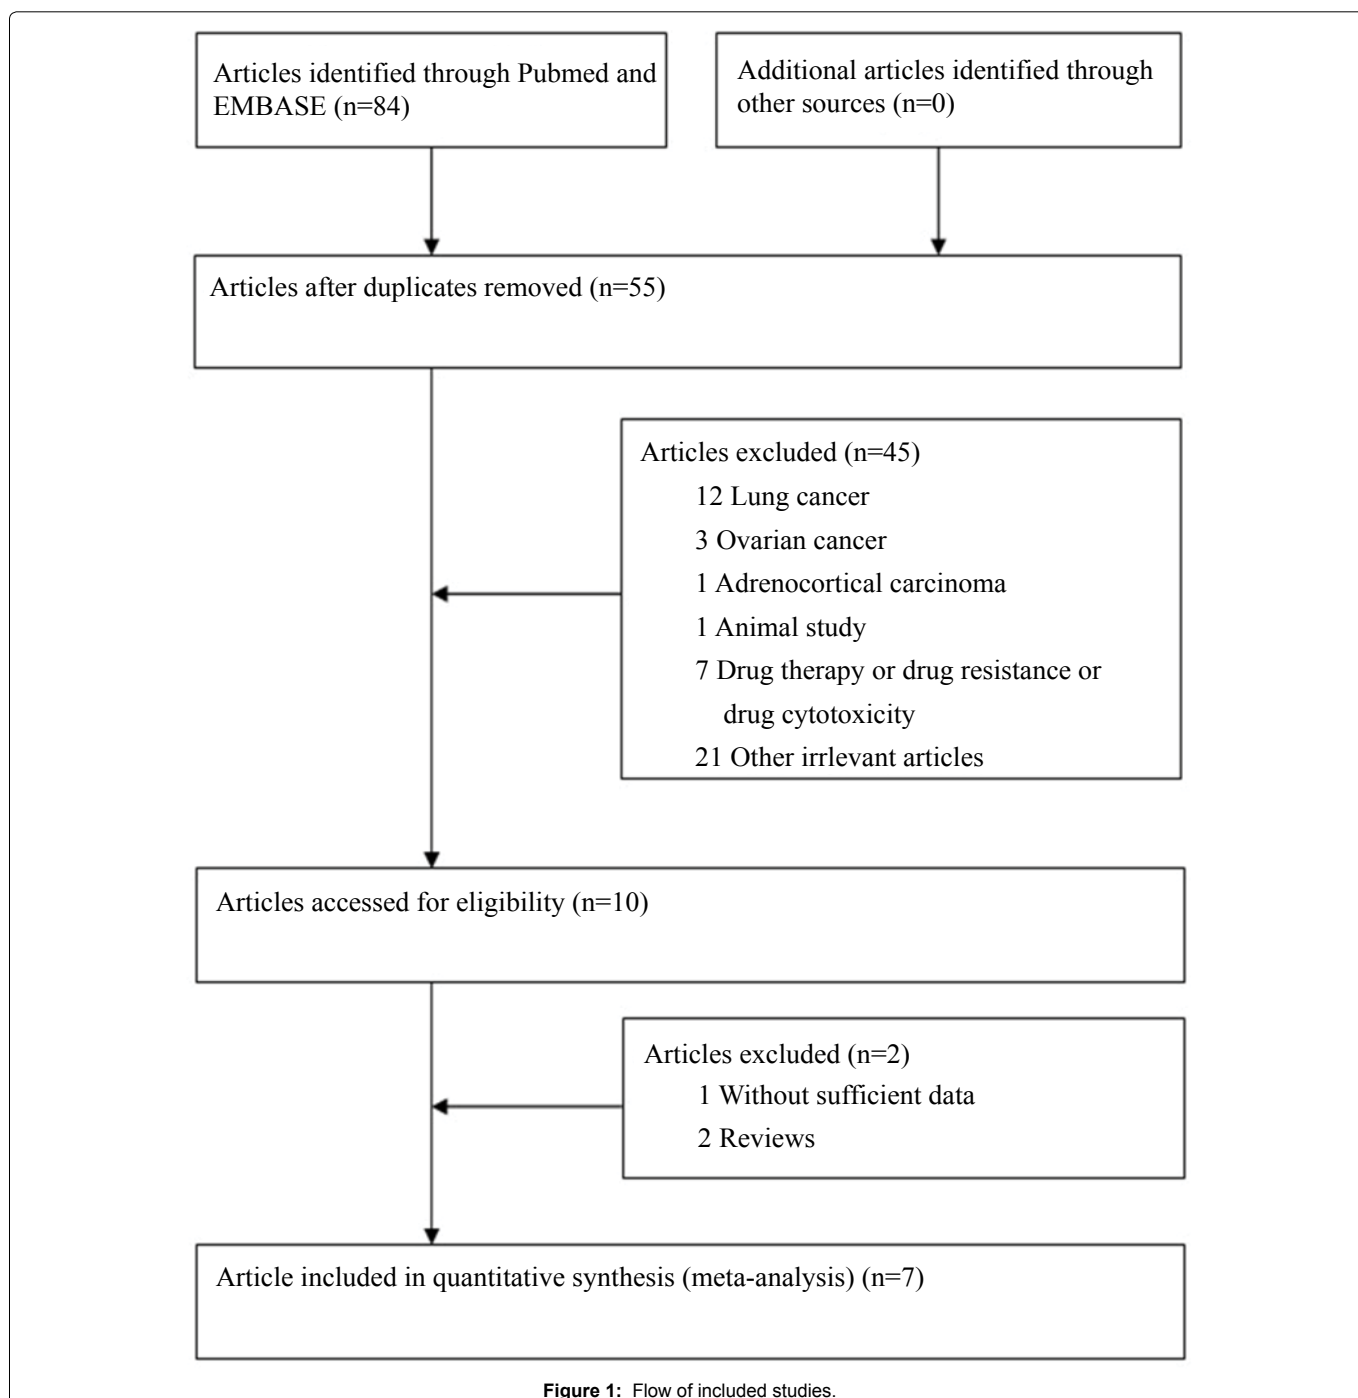 Articles identified through Pubmed and
EMBASE (n=84)
Additional articles identified through
other sources (n=0)
Articles after duplicates removed (n=55)
Articles excluded (n=45)
12 Lung cancer
3 Ovarian cancer
1 Adrenocortical carcinoma
1 Animal study
7 Drug therapy or drug resistance or
drug cytotoxicity
21 Other irrlevant articles
Articles accessed for eligibility (n=10)
Articles excluded (n=2)
1 Without sufficient data
2 Reviews
Article included in quantitative synthesis (meta-analysis) (n=7)
Figure 1: Flow of included studies.